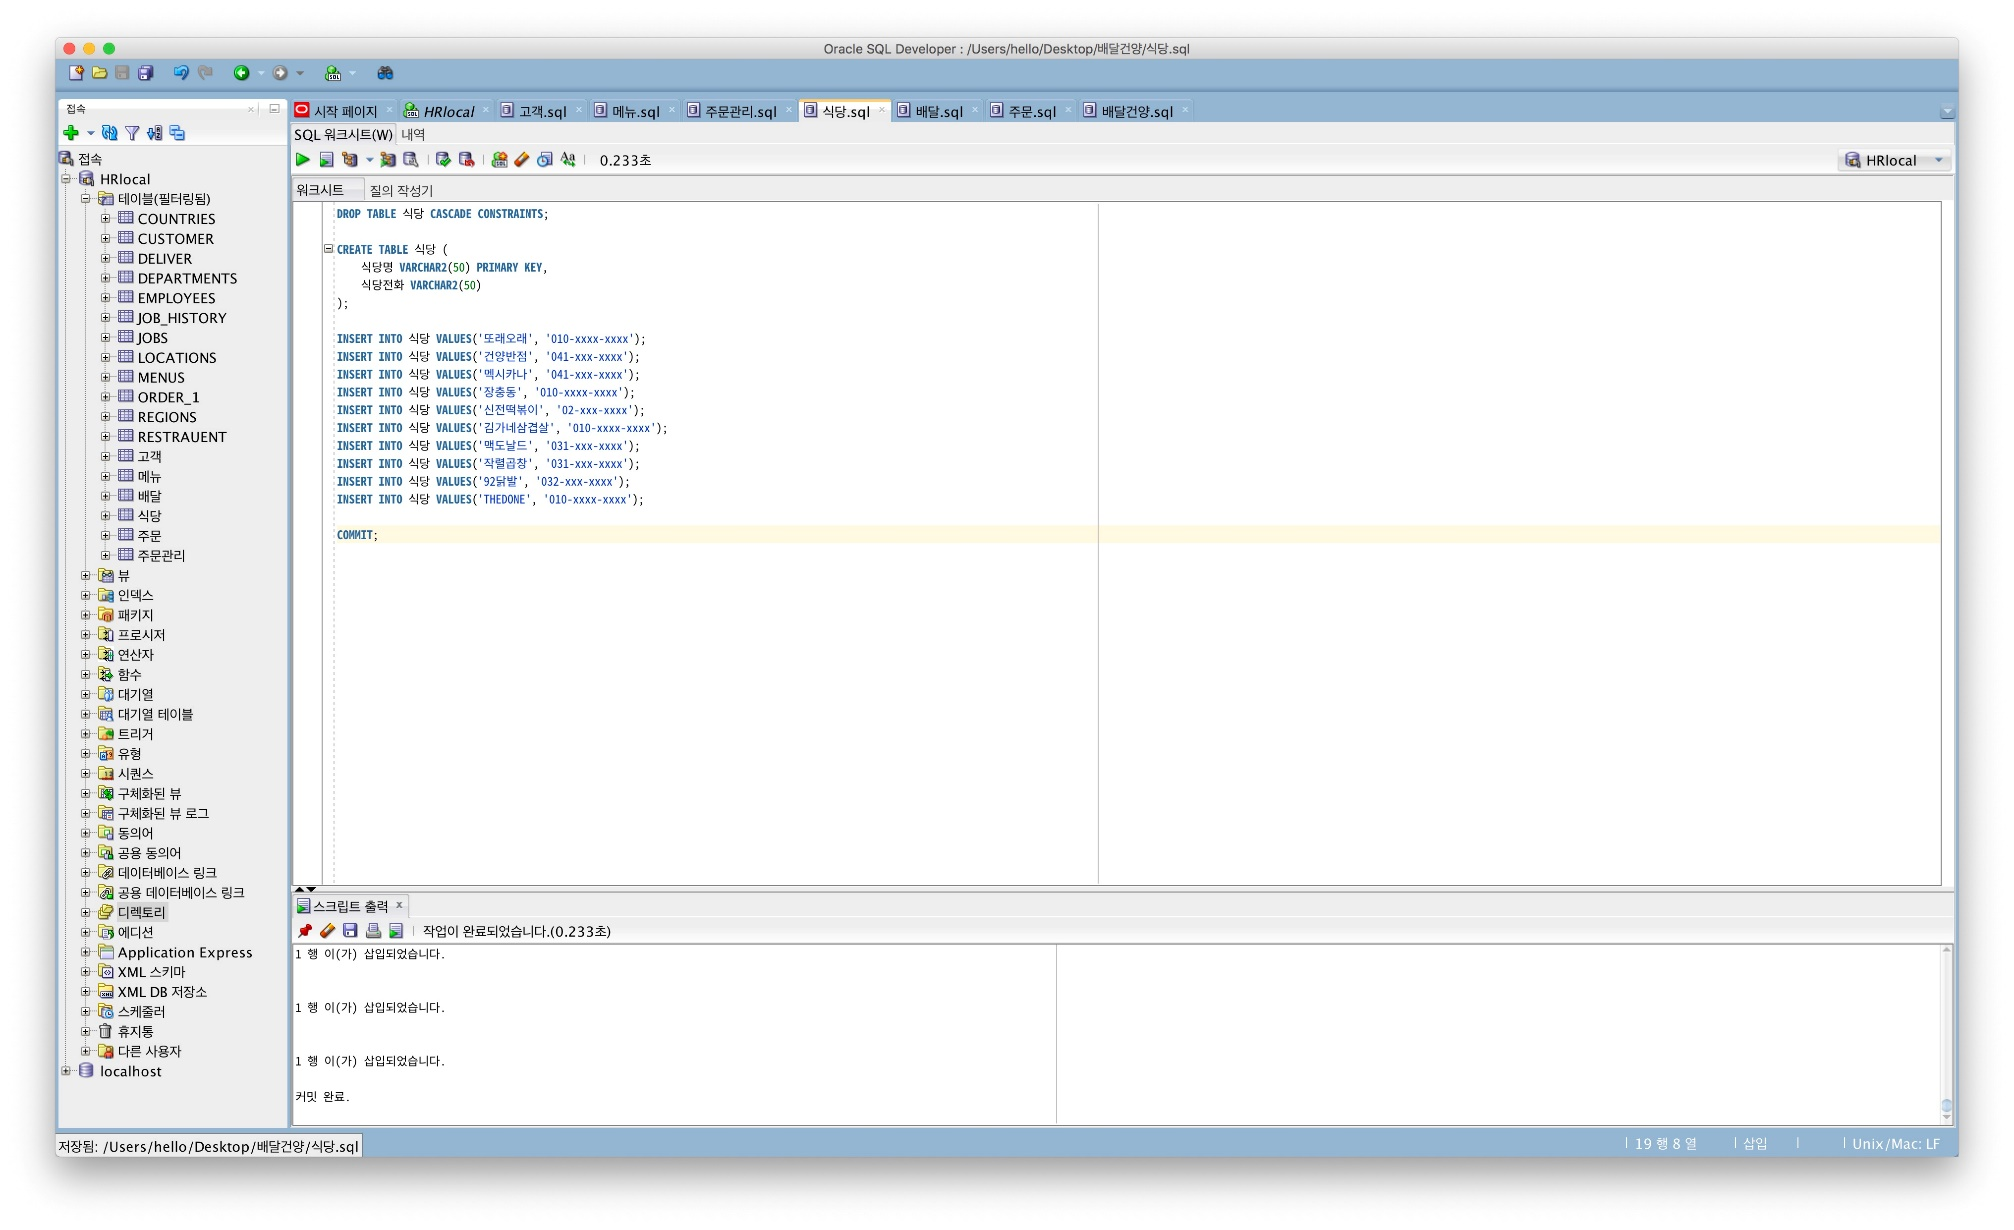 Oracle SQL Developer : /Users/hello/Desktop/배달건양/식당.sql
접속
시작 페이지
HRlocal
고객.sql
메뉴.sql
주문관리.sql
식당.sql
배달.sql
주문.sql
배달건양.sql
SQL 워크시트(W) 내역
0.233초
HRlocal
워크시트 질의 작성기
접속
HRlocal
테이블(필터링됨)
COUNTRIES
CUSTOMER
DELIVER
DEPARTMENTS
EMPLOYEES
JOB_HISTORY
JOBS
LOCATIONS
MENUS
ORDER_1
REGIONS
RESTRAUENT
고객
메뉴
배달
식당
주문
주문관리
뷰
인덱스
패키지
프로시저
연산자
함수
대기열
대기열 테이블
트리거
유형
시퀀스
구체화된 뷰
구체화된 뷰 로그
동의어
공용 동의어
데이터베이스 링크
공용 데이터베이스 링크
디렉토리
에디션
Application Express
XML 스키마
XML DB 저장소
스케줄러
휴지통
다른 사용자
localhost
DROP TABLE 식당 CASCADE CONSTRAINTS;
CREATE TABLE 식당 (
식당명 VARCHAR2(50) PRIMARY KEY,
식당전화 VARCHAR2(50)
);
INSERT INTO 식당 VALUES('또래오래', '010-xxxx-xxxx');
INSERT INTO 식당 VALUES('건양반점', '041-xxx-xxxx');
INSERT INTO 식당 VALUES('멕시카나', '041-xxx-xxxx');
INSERT INTO 식당 VALUES('장충동', '010-xxxx-xxxx');
INSERT INTO 식당 VALUES('신전떡볶이', '02-xxx-xxxx');
INSERT INTO 식당 VALUES('김가네삼겹살', '010-xxxx-xxxx');
INSERT INTO 식당 VALUES('맥도날드', '031-xxx-xxxx');
INSERT INTO 식당 VALUES('작렬곱창', '031-xxx-xxxx');
INSERT INTO 식당 VALUES('92닭발', '032-xxx-xxxx');
INSERT INTO 식당 VALUES('THEDONE', '010-xxxx-xxxx');
COMMIT;
스크립트 출력
작업이 완료되었습니다.(0.233초)
1 행 이(가) 삽입되었습니다.
1 행 이(가) 삽입되었습니다.
1 행 이(가) 삽입되었습니다.
커밋 완료.
저장됨: /Users/hello/Desktop/배달건양/식당.sql
19 행 8 열
삽입
Unix/Mac: LF